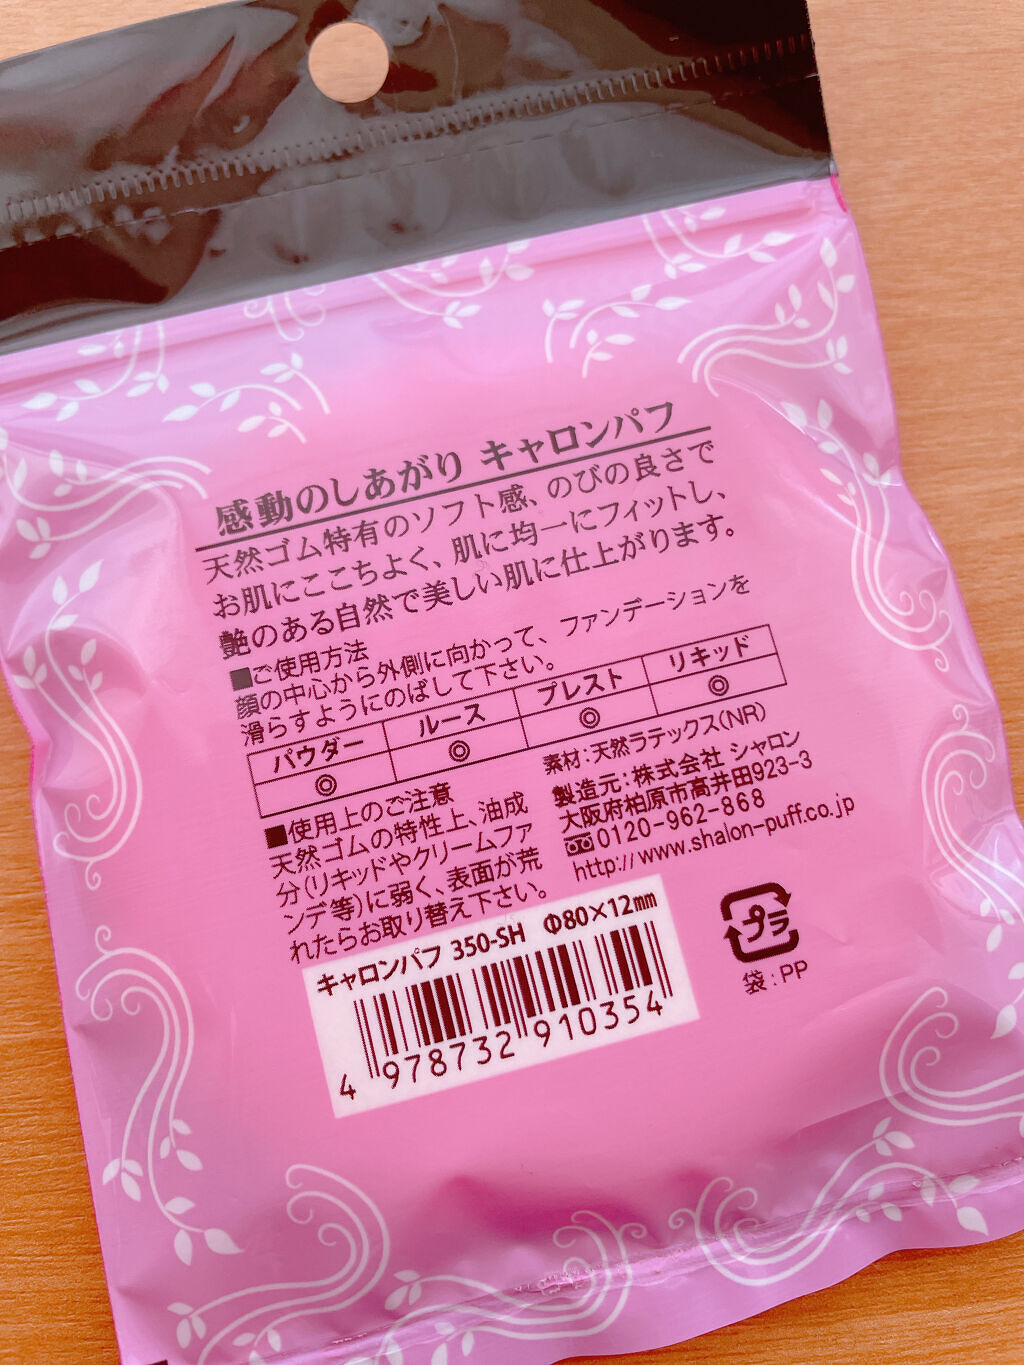 感動のしあがり キャロンパフ
天然ゴム特有のソフト感、のびの良さで
お肌にここちよく、肌に均一にフィットし、
艶のある自然で美しい肌に仕上がります。
■ご使用方法
顔の中心から外側に向かって、ファンデーションを
滑らすようにのばして下さい。
パウダー ルース プレスト リキッド
◎ ◎ ◎ ◎
■使用上のご注意
天然ゴムの特性上、油成
分(リキッドやクリームファ
ンデ等)に弱く、表面が荒
れたらお取り替え下さい。
素材:天然ラテックス(NR)
製造元:株式会社 シャロン
大阪府柏原市高井田923-3
0120-962-868
http://www.shalon-puff.co.jp
キャロンパフ 350-SH Φ80×12mm
4 978732 910354
プラ
袋:PP